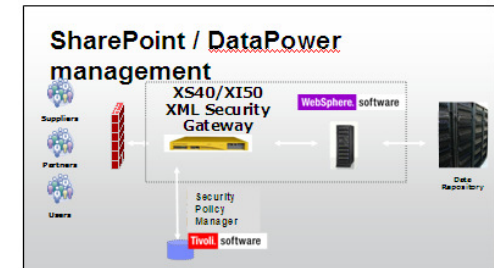 SharePoint / DataPower
management
XS40/XI50
XML Security
Gateway
WebSphere. software
Suppliers
Partners
Users
Data
Repository
Security
Policy
Manager
Tivoli. software